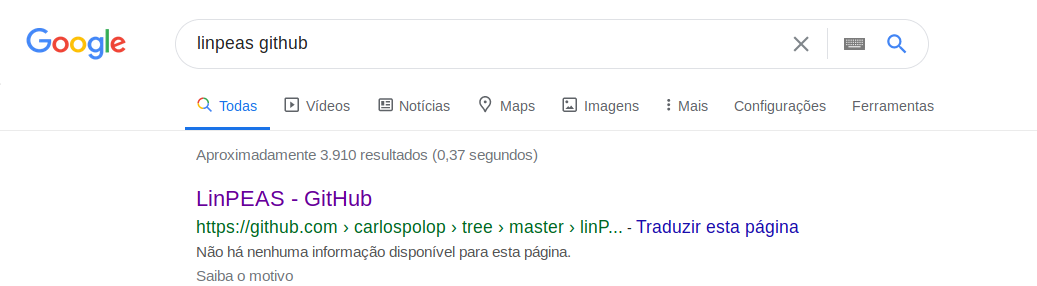 Google
linpeas github
Todas Vídeos Notícias Maps Imagens Mais Configurações Ferramentas
Aproximadamente 3.910 resultados (0,37 segundos)
LinPEAS - GitHub
https://github.com › carlospolop › tree › master › linP... - Traduzir esta página
Não há nenhuma informação disponível para esta página.
Saiba o motivo